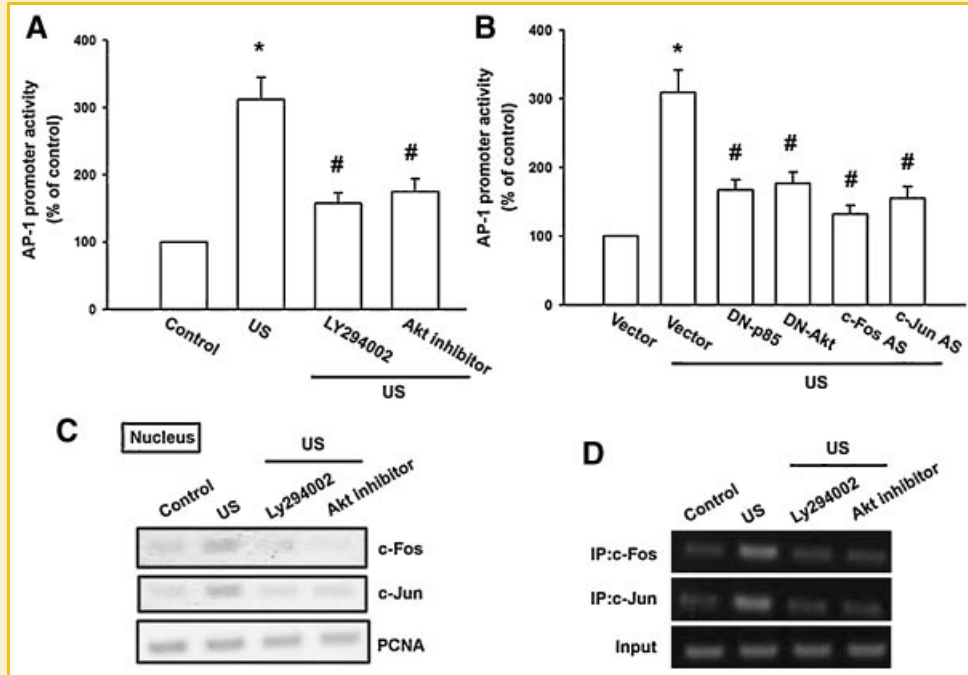 A
AP-1 promoter activity
(% of control)
400
300
200
100
0
*
#
#
Control
US
LY294002
Akt inhibitor
US
B
AP-1 promoter activity
(% of control)
400
300
200
100
0
*
#
#
#
#
Vector
Vector
DN-p85
DN-Akt
c-Fos AS
c-Jun AS
US
C
Nucleus
US
Control
US
Ly294002
Akt inhibitor
c-Fos
c-Jun
PCNA
D
US
Control
US
Ly294002
Akt inhibitor
IP:c-Fos
IP:c-Jun
Input